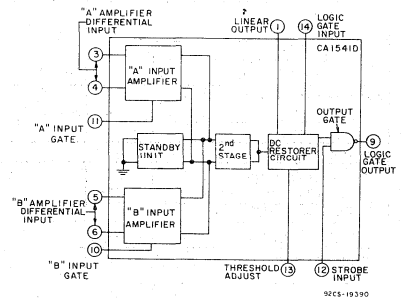 "A" AMPLIFIER
DIFFERENTIAL
INPUT
LINEAR
OUTPUT
LOGIC
GATE
INPUT
1
14
CA1541D
3
4
11
"A" INPUT
AMPLIFIER
"A" INPUT
GATE
STANDBY
UNIT
2nd
STAGE
DC
RESTORER
CIRCUIT
OUTPUT
GATE
9
LOGIC
GATE
OUTPUT
"B" AMPLIFIER
DIFFERENTIAL
INPUT
5
6
10
"B" INPUT
AMPLIFIER
"B" INPUT
GATE
THRESHOLD
ADJUST
13
12
STROBE
INPUT
92CS-19390